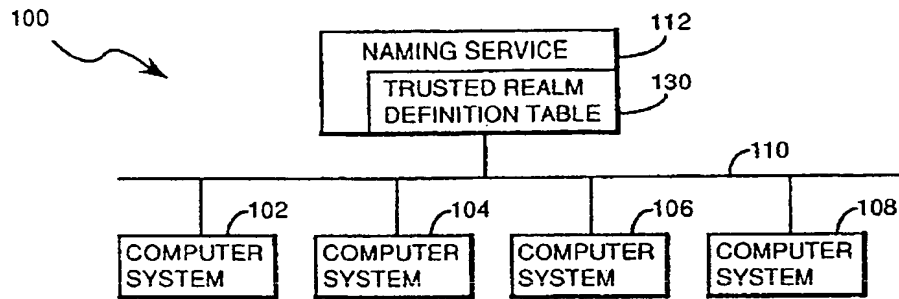 100
NAMING SERVICE
112
TRUSTED REALM
DEFINITION TABLE
130
110
102
104
106
108
COMPUTER
SYSTEM
COMPUTER
SYSTEM
COMPUTER
SYSTEM
COMPUTER
SYSTEM